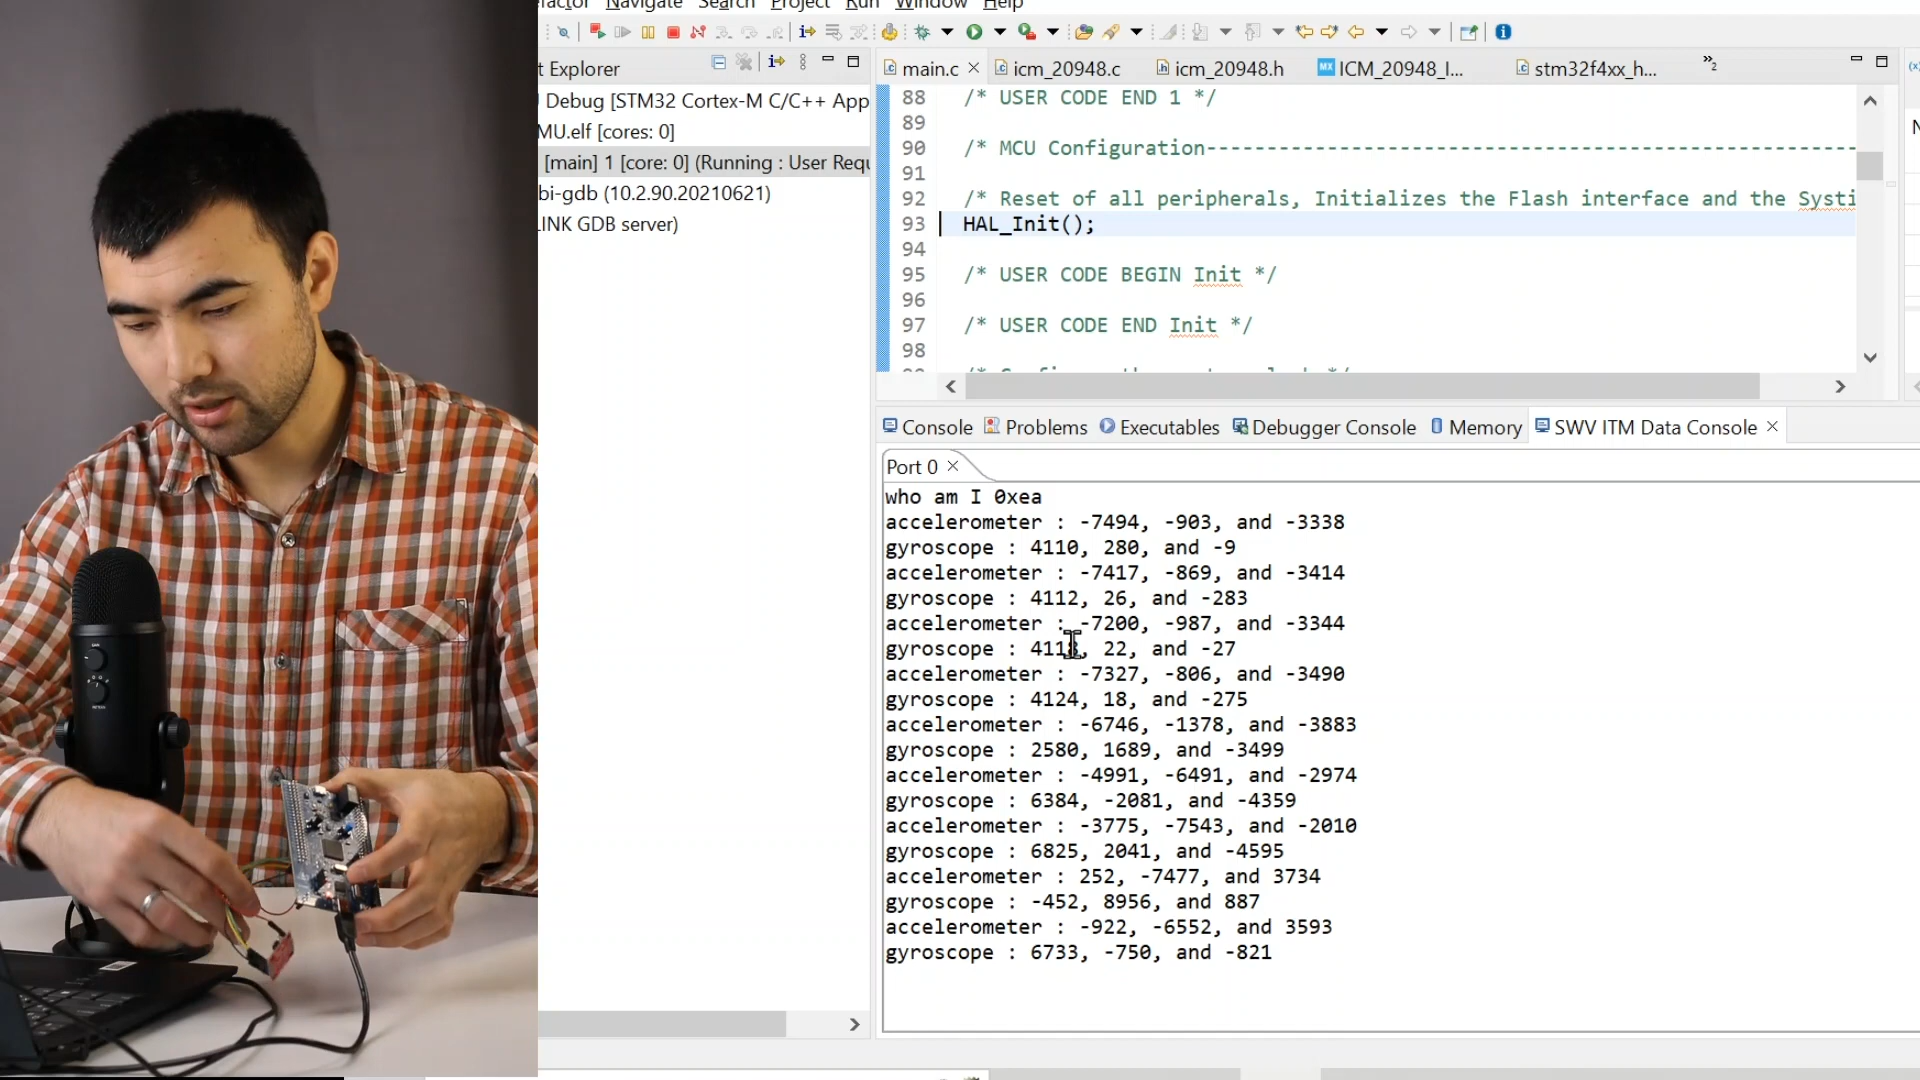 Navigate Search Project Run Window Help
t Explorer
Debug [STM32 Cortex-M C/C++ App
MU.elf [cores: 0]
[main] 1 [core: 0] (Running : User Requ
bi-gdb (10.2.90.20210621)
LINK GDB server)
main.c icm_20948.c icm_20948.h ICM_20948_I... stm32f4xx_h... »2
88 /* USER CODE END 1 */
89
90 /* MCU Configuration------------------------------------------------------
91
92 /* Reset of all peripherals, Initializes the Flash interface and the Systi
93 HAL_Init();
94
95 /* USER CODE BEGIN Init */
96
97 /* USER CODE END Init */
98
Console Problems Executables Debugger Console Memory SWV ITM Data Console
Port 0
who am I 0xea
accelerometer : -7494, -903, and -3338
gyroscope : 4110, 280, and -9
accelerometer : -7417, -869, and -3414
gyroscope : 4112, 26, and -283
accelerometer : -7200, -987, and -3344
gyroscope : 4118, 22, and -27
accelerometer : -7327, -806, and -3490
gyroscope : 4124, 18, and -275
accelerometer : -6746, -1378, and -3883
gyroscope : 2580, 1689, and -3499
accelerometer : -4991, -6491, and -2974
gyroscope : 6384, -2081, and -4359
accelerometer : -3775, -7543, and -2010
gyroscope : 6825, 2041, and -4595
accelerometer : 252, -7477, and 3734
gyroscope : -452, 8956, and 887
accelerometer : -922, -6552, and 3593
gyroscope : 6733, -750, and -821